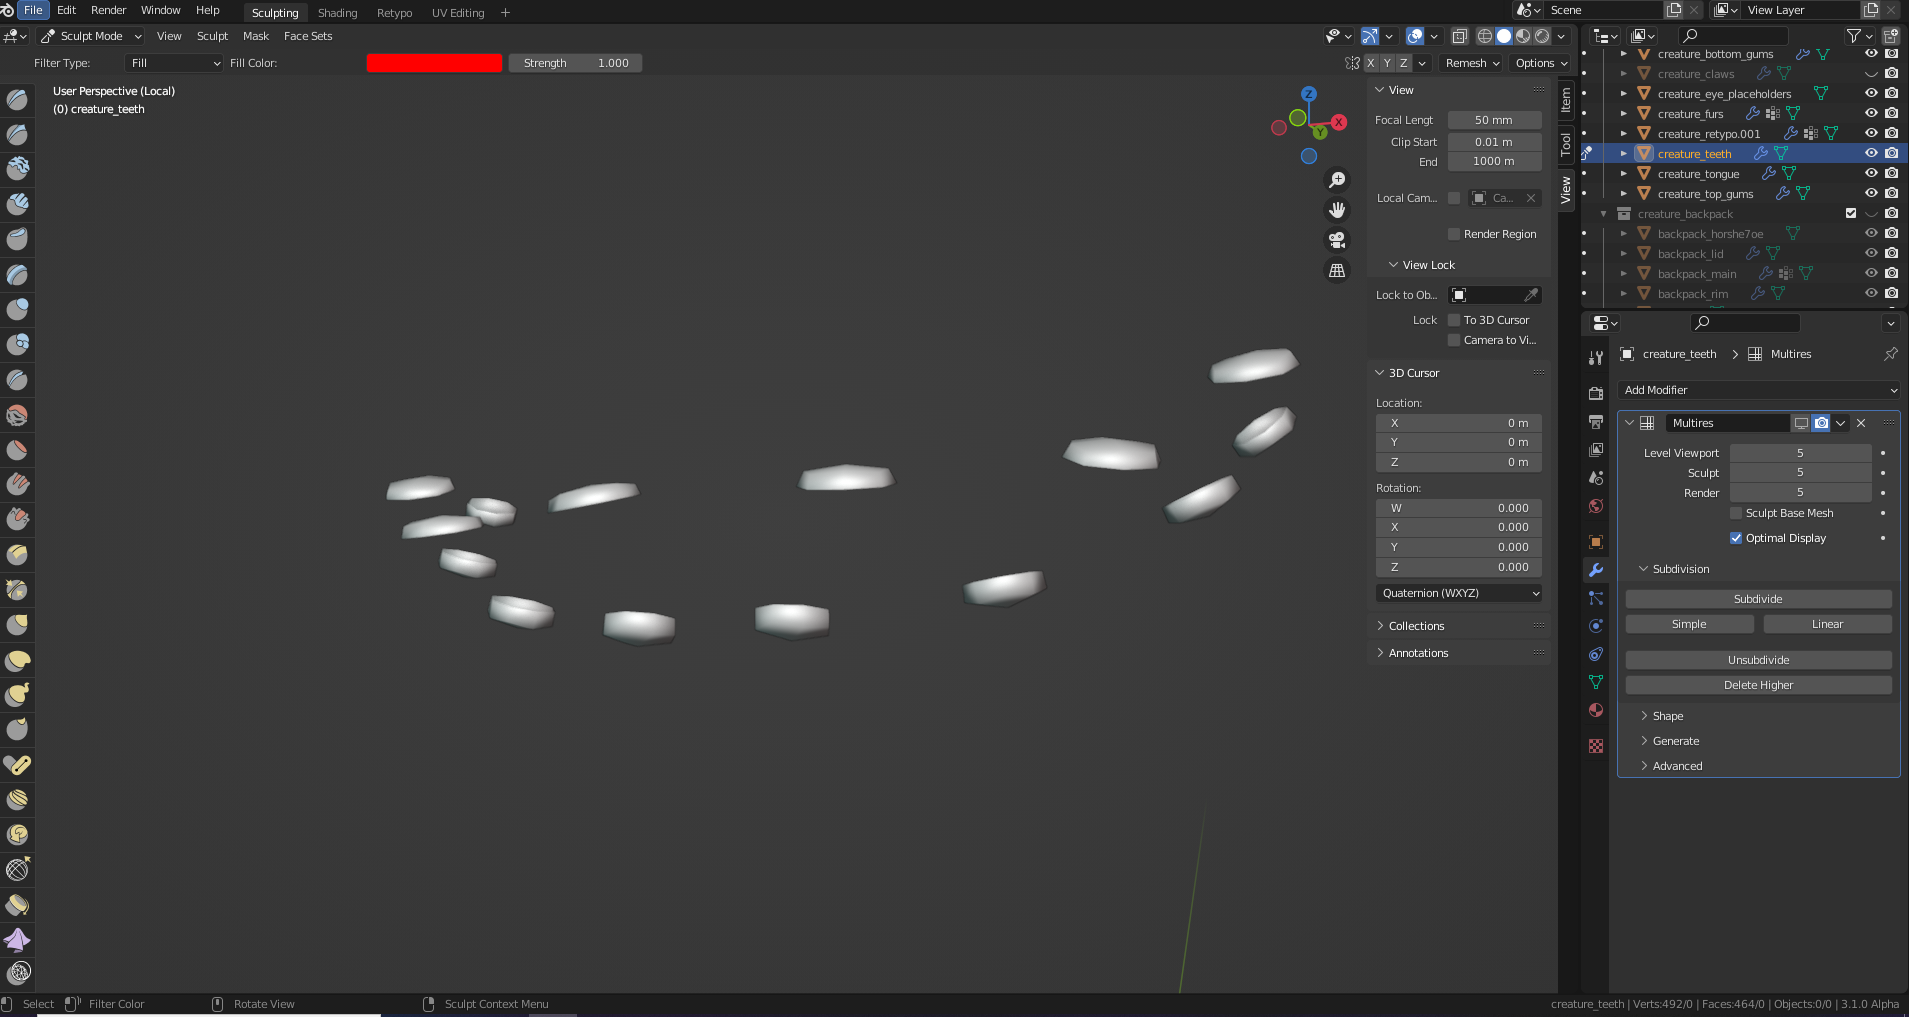 File Edit Render Window Help Sculpting Shading Retypo UV Editing + Scene View Layer
Sculpt Mode View Sculpt Mask Face Sets
Filter Type: Fill Fill Color: Strength 1.000 X Y Z Remesh Options
User Perspective (Local)
(0) creature_teeth
Z
X
Y
View
Focal Lengt 50 mm
Clip Start 0.01 m
End 1000 m
Local Cam... Ca...
Render Region
View Lock
Lock to Ob...
Lock To 3D Cursor
Camera to Vi...
3D Cursor
Location:
X 0 m
Y 0 m
Z 0 m
Rotation:
W 0.000
X 0.000
Y 0.000
Z 0.000
Quaternion (WXYZ)
Collections
Annotations
Item
Tool
View
creature_bottom_gums
creature_claws
creature_eye_placeholders
creature_furs
creature_retypo.001
creature_teeth
creature_tongue
creature_top_gums
creature_backpack
backpack_horshe7oe
backpack_lid
backpack_main
backpack_rim
creature_teeth Multires
Add Modifier
Multires
Level Viewport 5
Sculpt 5
Render 5
Sculpt Base Mesh
Optimal Display
Subdivision
Subdivide
Simple Linear
Unsubdivide
Delete Higher
Shape
Generate
Advanced
Select Filter Color Rotate View Sculpt Context Menu creature_teeth | Verts:492/0 | Faces:464/0 | Objects:0/0 | 3.1.0 Alpha